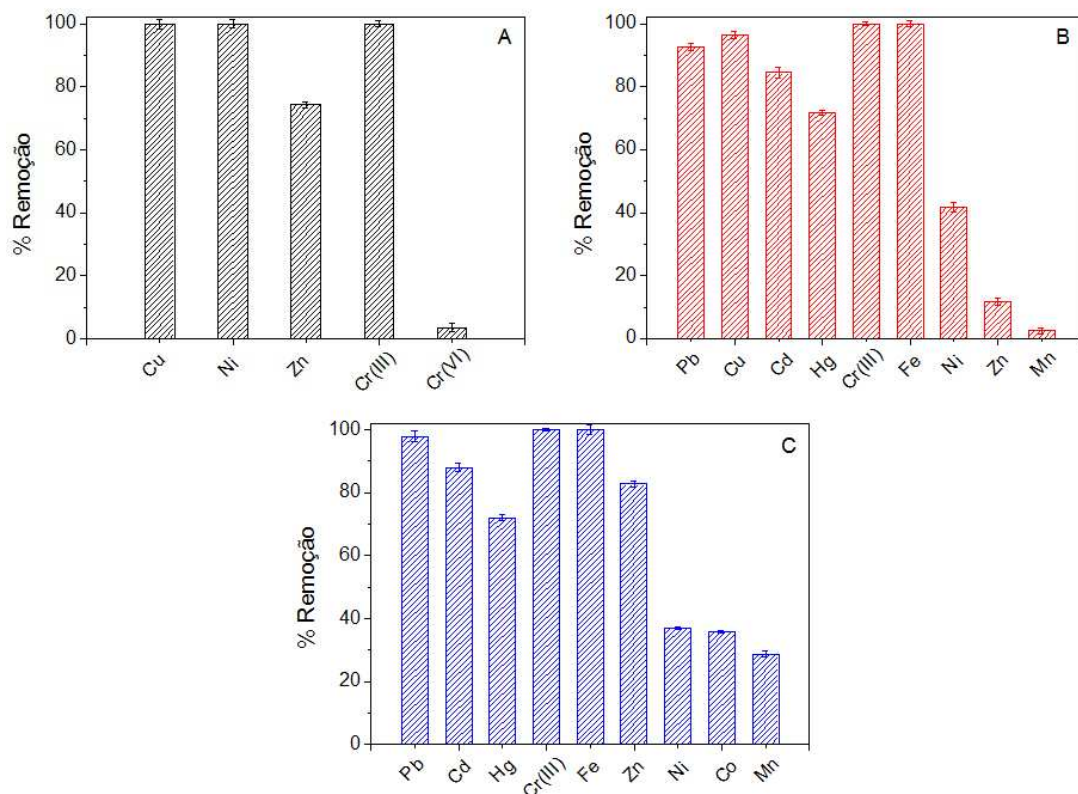 A
% Remoção
100
80
60
40
20
0
Cu Ni Zn Cr(III) Cr(VI)
B
% Remoção
100
80
60
40
20
0
Pb Cu Cd Hg Cr(III) Fe Ni Zn Mn
C
% Remoção
100
80
60
40
20
0
Pb Cd Hg Cr(III) Fe Zn Ni Co Mn